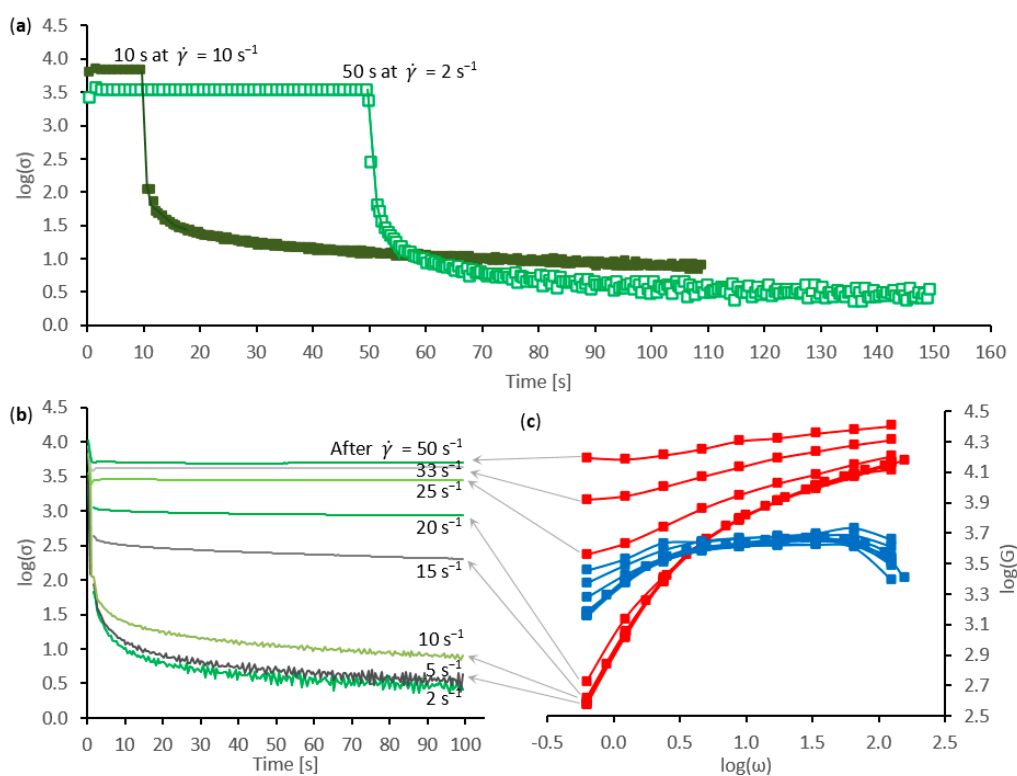 (a)
4.5
4.0
3.5
3.0
2.5
2.0
1.5
1.0
0.5
0.0
log(σ)
10 s at γ̇ = 10 s⁻¹
50 s at γ̇ = 2 s⁻¹
0 10 20 30 40 50 60 70 80 90 100 110 120 130 140 150 160
Time [s]
(b)
4.5
4.0
3.5
3.0
2.5
2.0
1.5
1.0
0.5
0.0
log(σ)
After γ̇ = 50 s⁻¹
33 s⁻¹
25 s⁻¹
20 s⁻¹
15 s⁻¹
10 s⁻¹
5 s⁻¹
2 s⁻¹
0 10 20 30 40 50 60 70 80 90 100
Time [s]
(c)
4.5
4.3
4.1
3.9
3.7
3.5
3.3
3.1
2.9
2.7
2.5
log(G)
-0.5 0.0 0.5 1.0 1.5 2.0 2.5
log(ω)